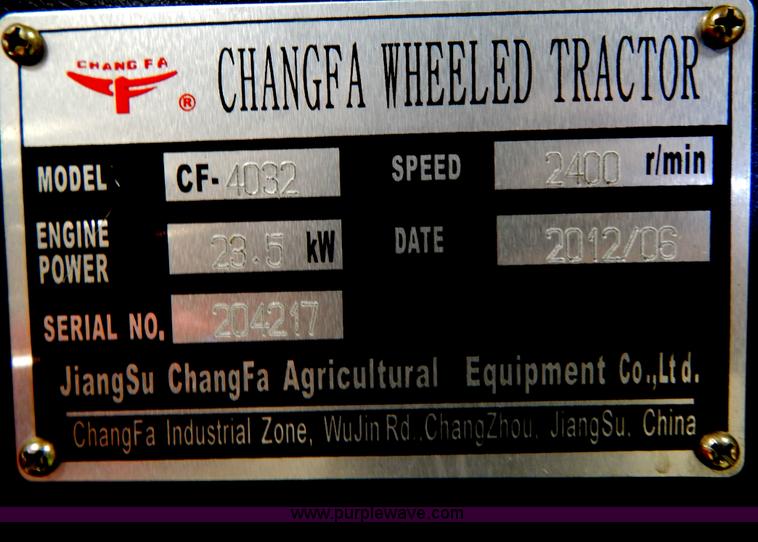 CHANG FA
®
CHANGFA WHEELED TRACTOR
MODEL CF-4032
SPEED 2400 r/min
ENGINE POWER 23.5 kW
DATE 2012/06
SERIAL NO. 204217
JiangSu ChangFa Agricultural Equipment Co.,Ltd.
ChangFa Industrial Zone, WuJin Rd.,ChangZhou, JiangSu. China
www.purplewave.com